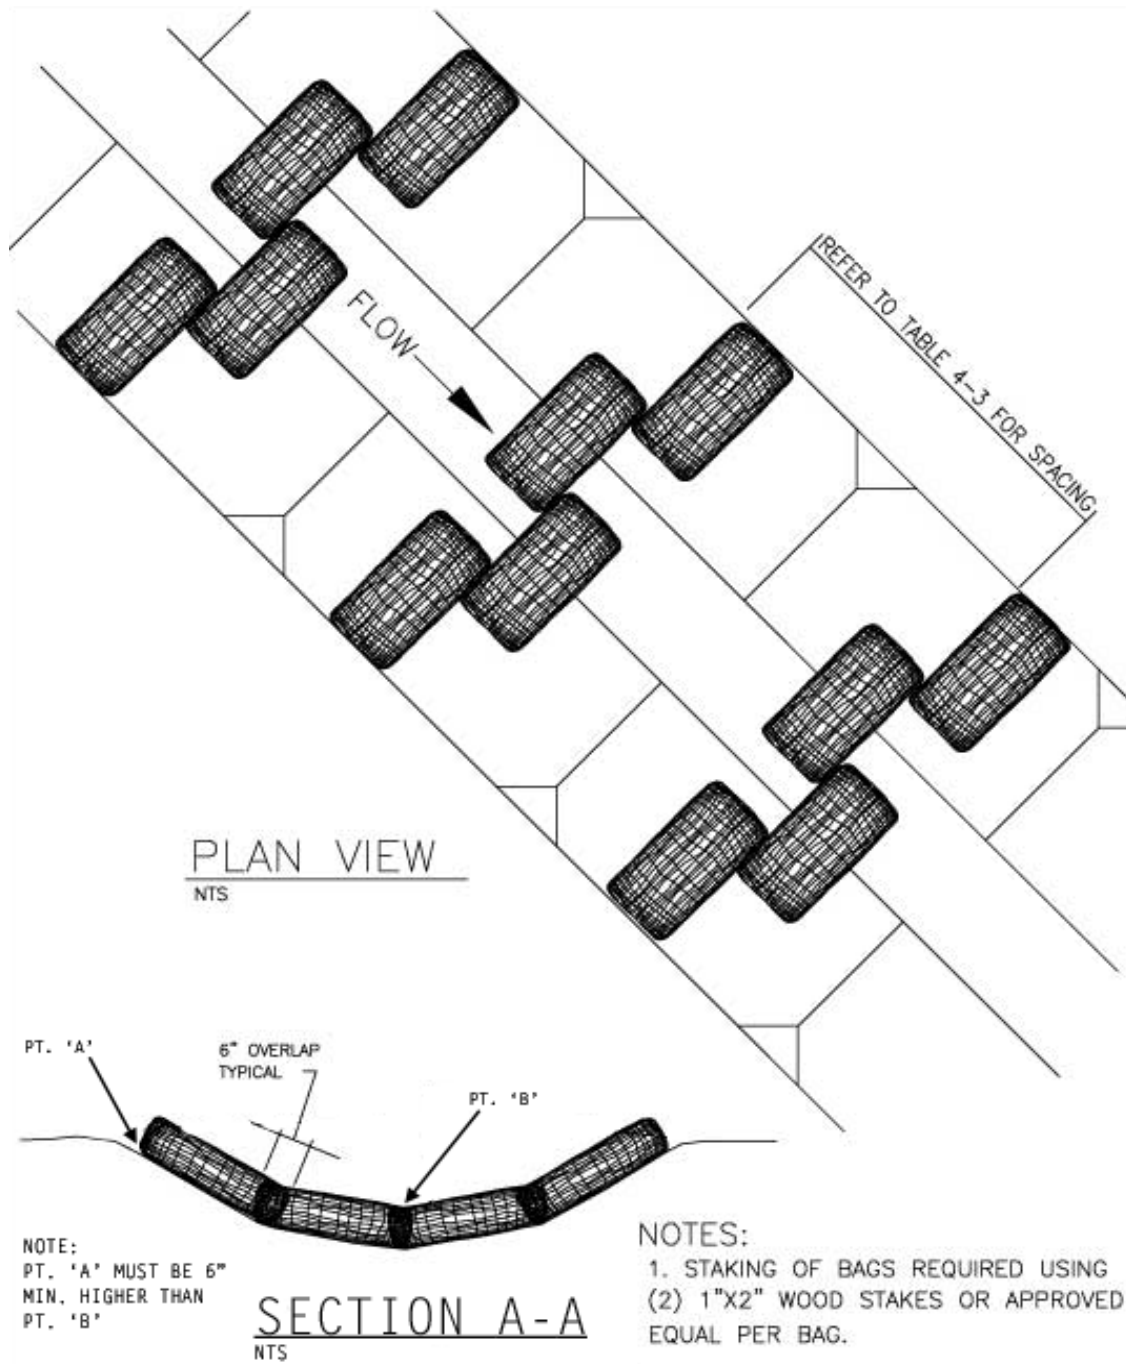 FLOW
REFER TO TABLE 4-3 FOR SPACING
PLAN VIEW
NTS
PT. 'A'
6" OVERLAP
TYPICAL
PT. 'B'
NOTE:
PT. 'A' MUST BE 6"
MIN. HIGHER THAN
PT. 'B'
SECTION A-A
NTS
NOTES:
1. STAKING OF BAGS REQUIRED USING
(2) 1"X2" WOOD STAKES OR APPROVED
EQUAL PER BAG.